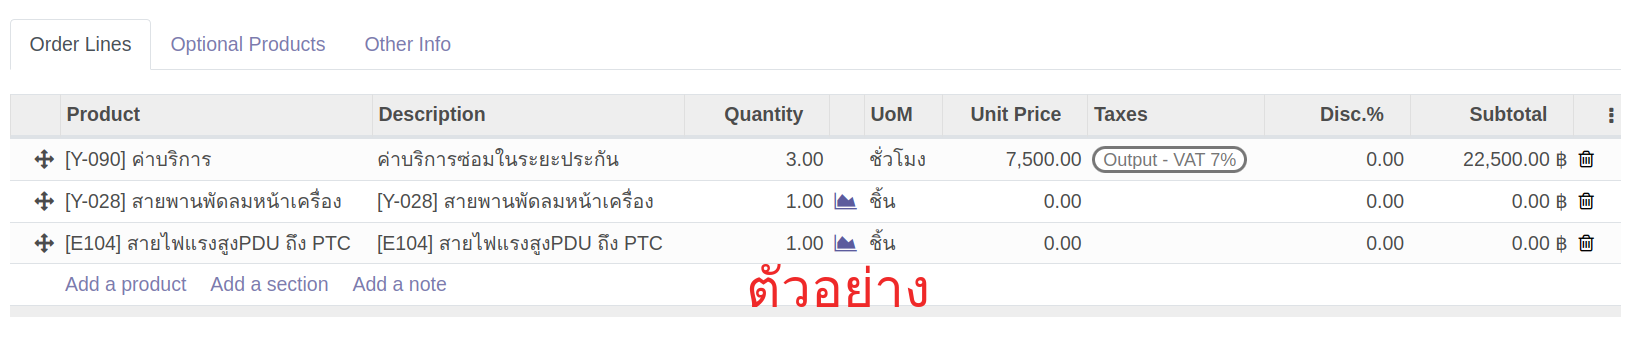 Order Lines Optional Products Other Info
Product Description Quantity UoM Unit Price Taxes Disc.% Subtotal
[Y-090] ค่าบริการ ค่าบริการซ่อมในระยะประกัน 3.00 ชั่วโมง 7,500.00 Output - VAT 7% 0.00 22,500.00 ฿
[Y-028] สายพานพัดลมหน้าเครื่อง [Y-028] สายพานพัดลมหน้าเครื่อง 1.00 ชิ้น 0.00 0.00 0.00 ฿
[E104] สายไฟแรงสูงPDU ถึง PTC [E104] สายไฟแรงสูงPDU ถึง PTC 1.00 ชิ้น 0.00 0.00 0.00 ฿
Add a product Add a section Add a note
ตัวอย่าง